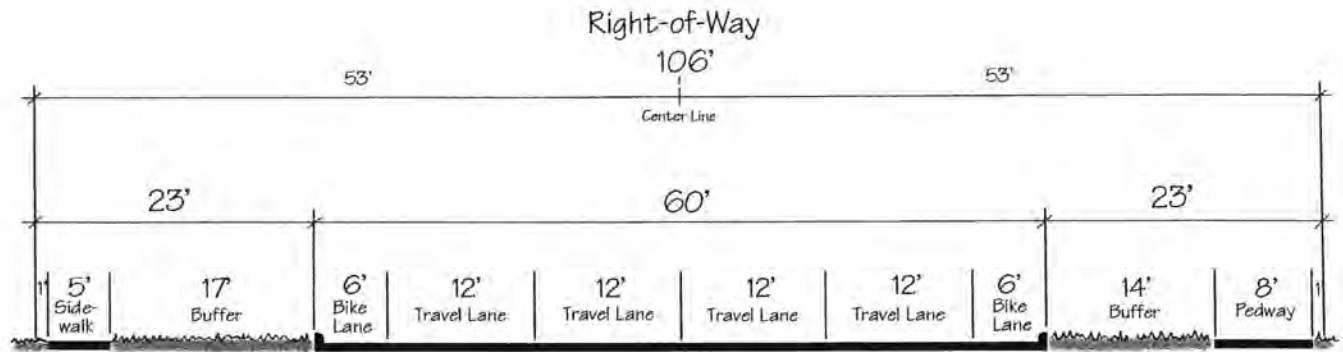 Right-of-Way
106'
53'
53'
Center Line
23'
60'
23'
1'
5'
Side-
walk
17'
Buffer
6'
Bike
Lane
12'
Travel Lane
12'
Travel Lane
12'
Travel Lane
12'
Travel Lane
6'
Bike
Lane
14'
Buffer
8'
Pedway
1